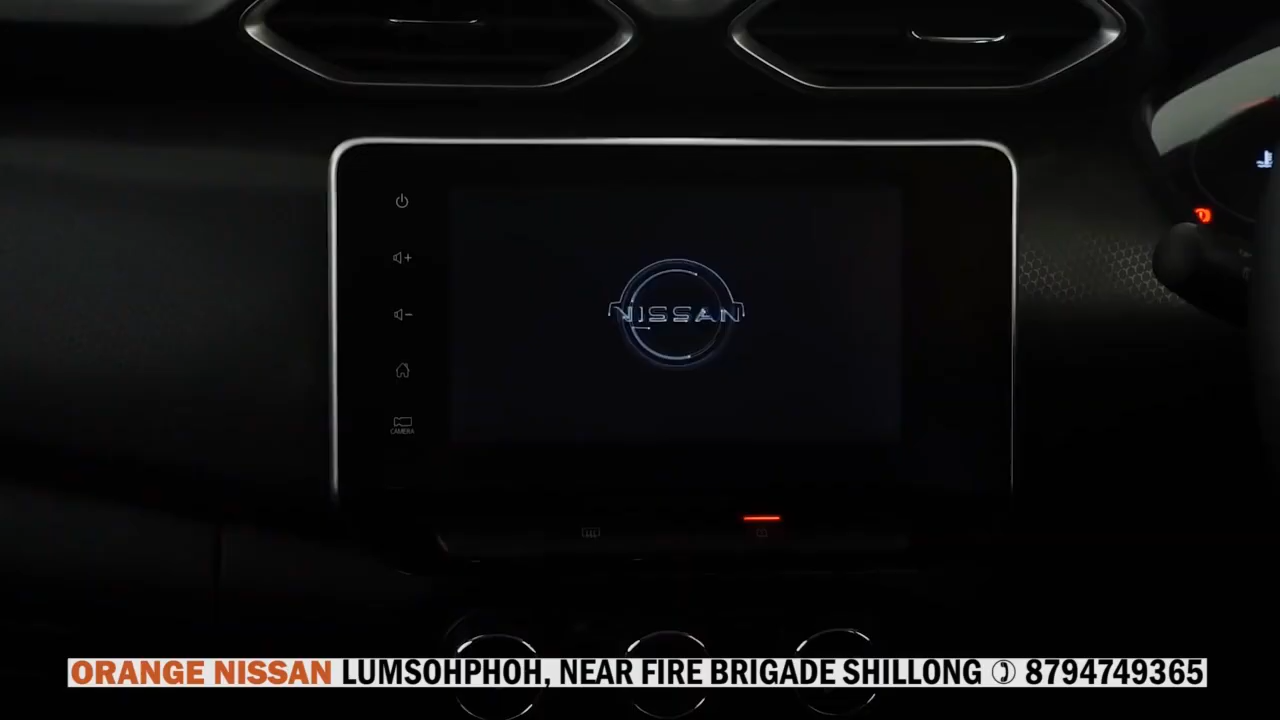 NISSAN
CAMERA
ORANGE NISSAN LUMSOHPHOH, NEAR FIRE BRIGADE SHILLONG ✆ 8794749365